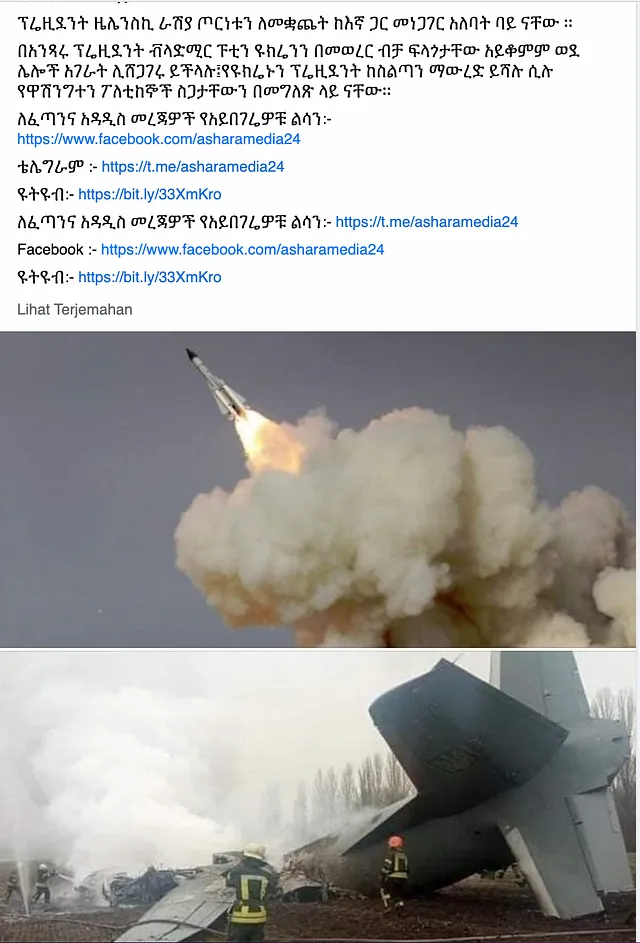 ፕሬዚዳንት ዜሌንስኪ ራሽያ ጦርነቱን ለመቋጨት ከእኛ ጋር መነጋገር አለባት ባይ ናቸው ።
በአንጻሩ ፕሬዚዳንት ቭላድሚር ፑቲን ዩክሬንን በመወረር ብቻ ፍላጎታቸው አይቆምም ወደ
ሌሎች አገራት ሊሸጋገሩ ይችላሉ፤የዩክሬኑን ፕሬዚዳንት ከስልጣን ማውረድ ይሻሉ ሲሉ
የዋሽንግተን ፖለቲከኞች ስጋታቸውን በመግለጽ ላይ ናቸው።
ለፈጣንና አዳዲስ መረጃዎች የአይበገሬዎቹ ልሳን:-
https://www.facebook.com/asharamedia24
ቴሌግራም :- https://t.me/asharamedia24
ዩትዩብ:- https://bit.ly/33XmKro
ለፈጣንና አዳዲስ መረጃዎች የአይበገሬዎቹ ልሳን:- https://t.me/asharamedia24
Facebook :- https://www.facebook.com/asharamedia24
ዩትዩብ:- https://bit.ly/33XmKro
Lihat Terjemahan